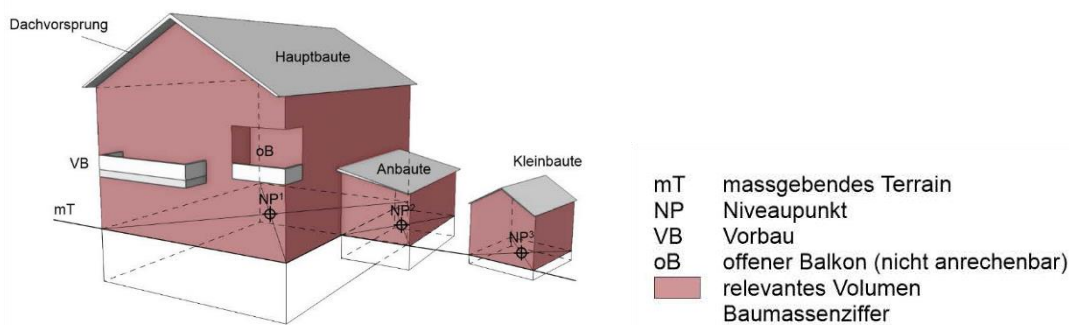 Dachvorsprung
Hauptbaute
oB
VB
Anbaute
Kleinbaute
mT
NP¹
NP²
NP³
mT massgebendes Terrain
NP Niveaupunkt
VB Vorbau
oB offener Balkon (nicht anrechenbar)
relevantes Volumen
Baumassenziffer